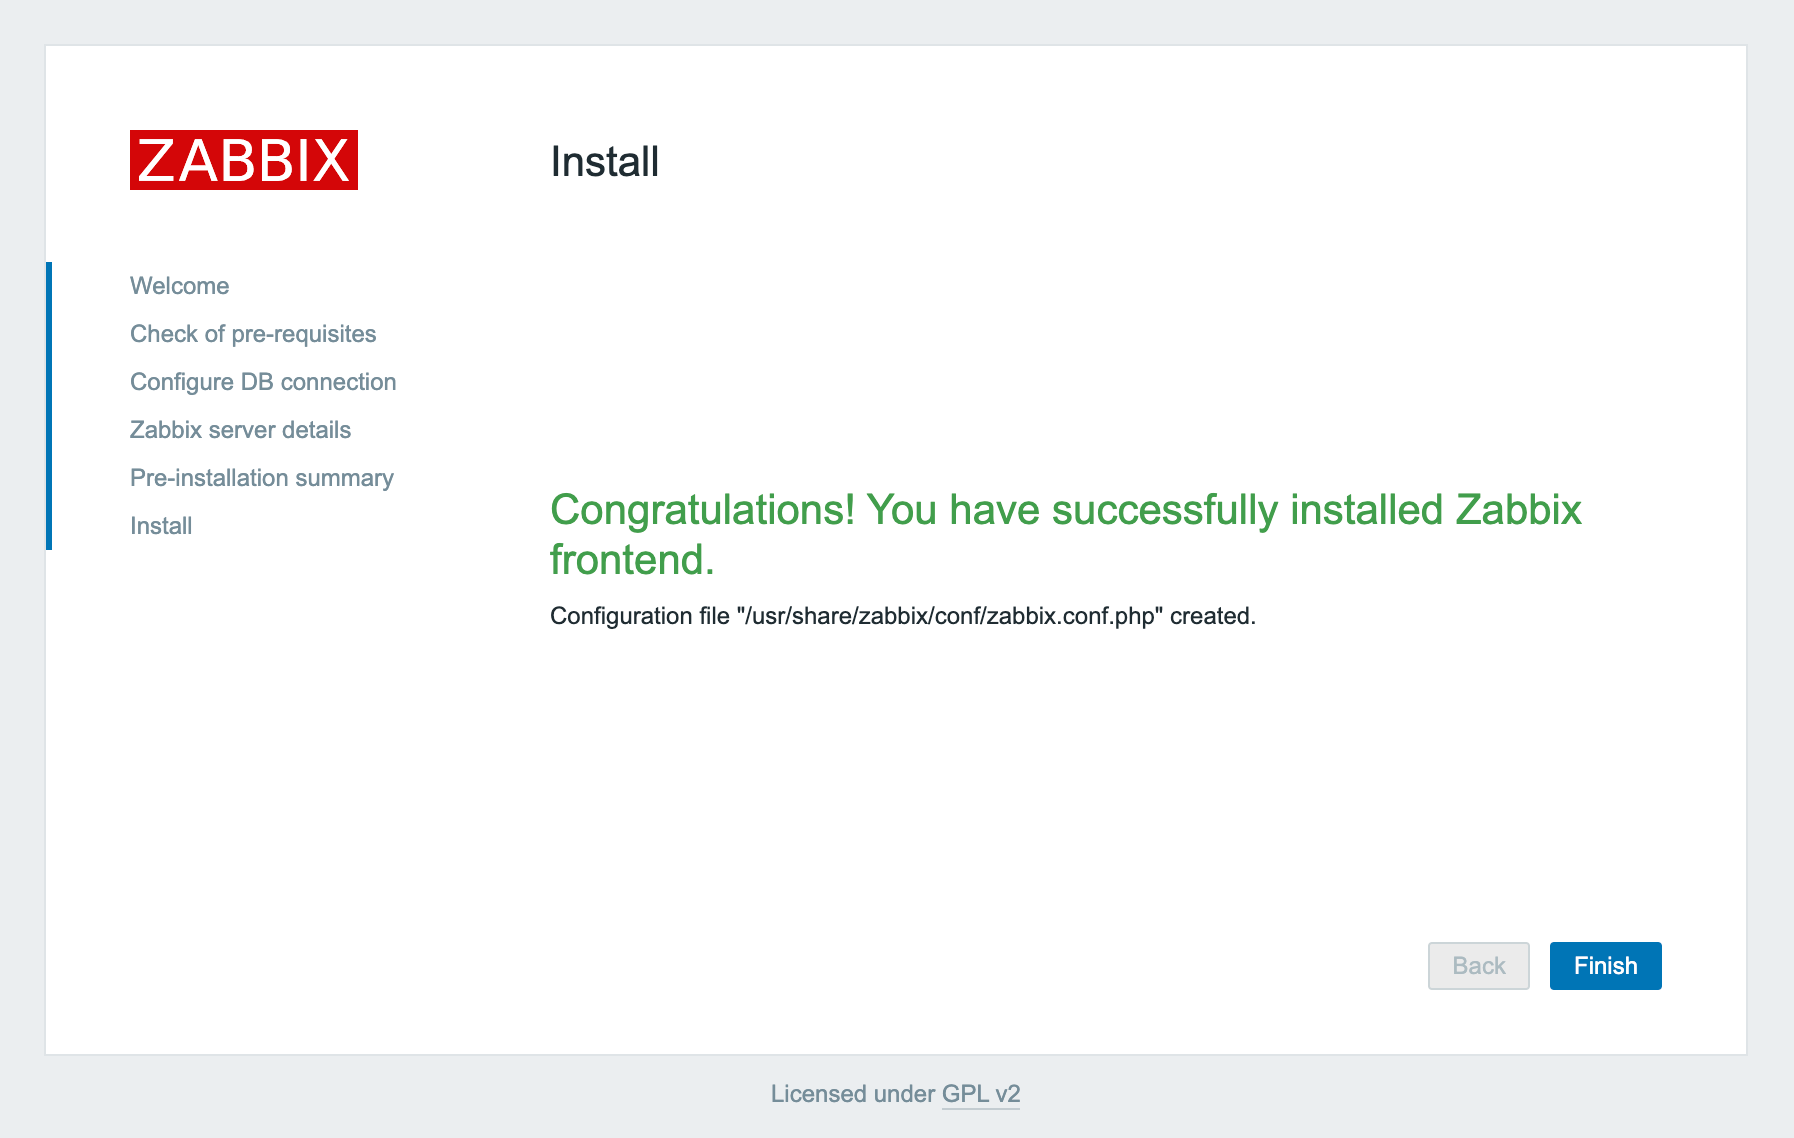 ZABBIX
Install
Welcome
Check of pre-requisites
Configure DB connection
Zabbix server details
Pre-installation summary
Install
Congratulations! You have successfully installed Zabbix
frontend.
Configuration file "/usr/share/zabbix/conf/zabbix.conf.php" created.
Back
Finish
Licensed under GPL v2